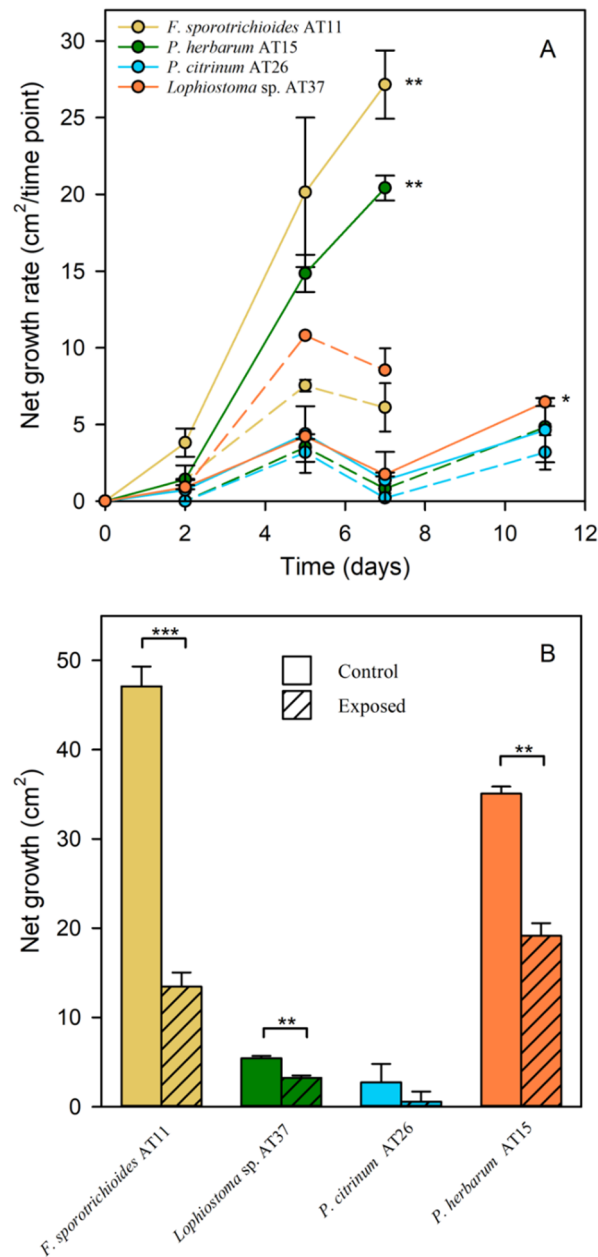 A
F. sporotrichioides AT11
P. herbarum AT15
P. citrinum AT26
Lophiostoma sp. AT37
Net growth rate (cm²/time point)
30
25
20
15
10
5
0
**
**
*
0 2 4 6 8 10 12
Time (days)
B
Control
Exposed
Net growth (cm²)
50
40
30
20
10
0
***
**
**
F. sporotrichioides AT11
Lophiostoma sp. AT37
P. citrinum AT26
P. herbarum AT15